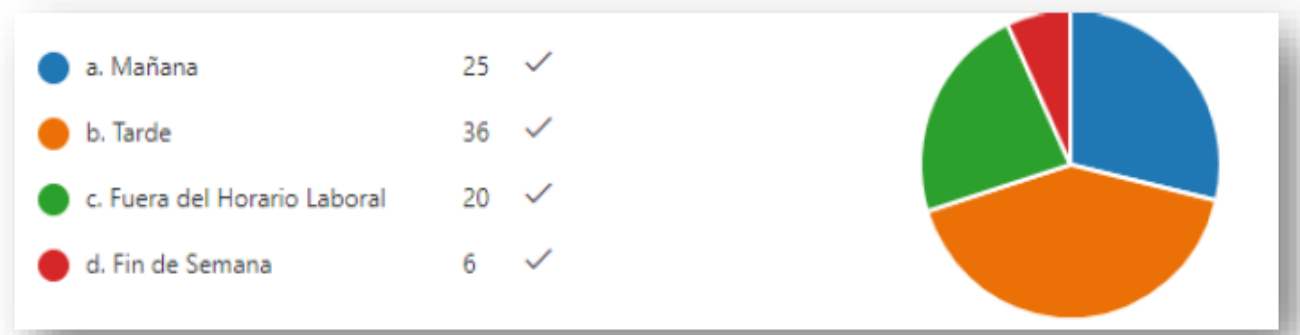 a. Mañana 25
b. Tarde 36
c. Fuera del Horario Laboral 20
d. Fin de Semana 6